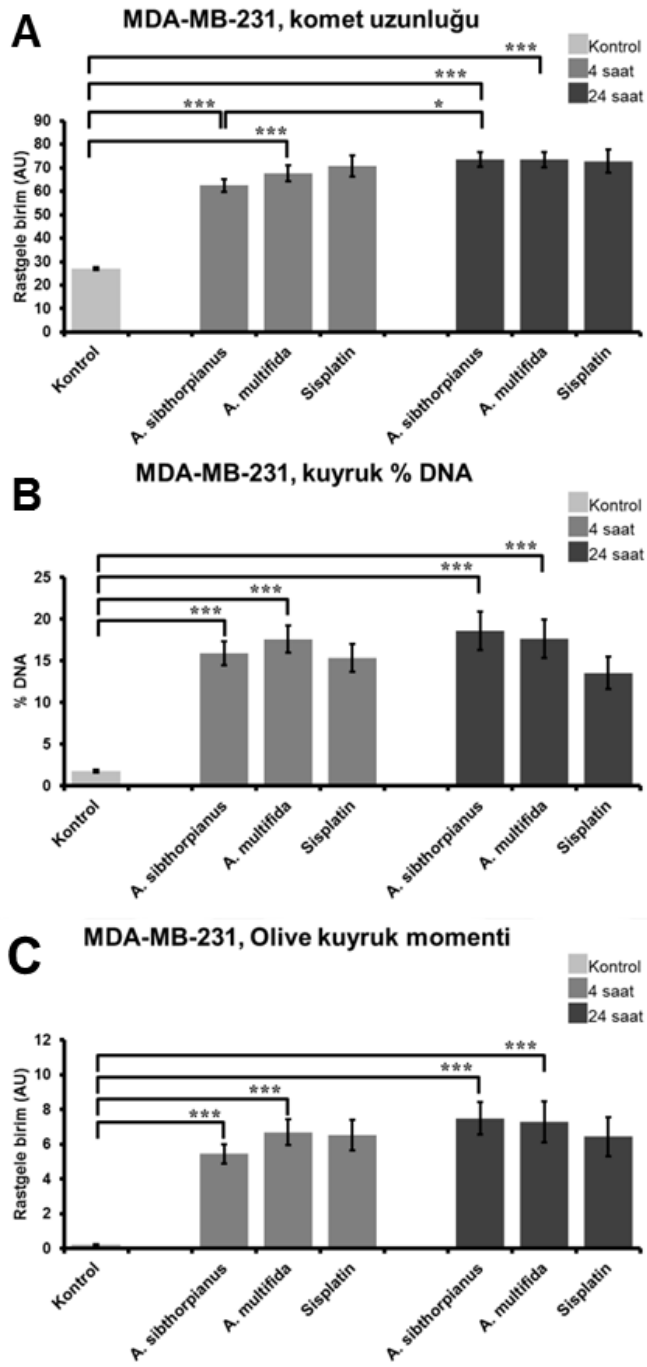 A
MDA-MB-231, komet uzunluğu
Kontrol
4 saat
24 saat
***
***
***
*
***
Rastgele birim (AU)
90
80
70
60
50
40
30
20
10
0
Kontrol
A. sibthorpianus
A. multifida
Sisplatin
A. sibthorpianus
A. multifida
Sisplatin
B
MDA-MB-231, kuyruk % DNA
Kontrol
4 saat
24 saat
***
***
***
***
% DNA
25
20
15
10
5
0
Kontrol
A. sibthorpianus
A. multifida
Sisplatin
A. sibthorpianus
A. multifida
Sisplatin
C
MDA-MB-231, Olive kuyruk momenti
Kontrol
4 saat
24 saat
***
***
***
***
Rastgele birim (AU)
12
10
8
6
4
2
0
Kontrol
A. sibthorpianus
A. multifida
Sisplatin
A. sibthorpianus
A. multifida
Sisplatin